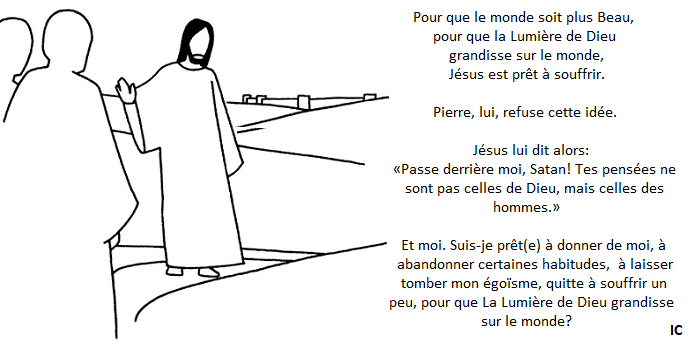 Pour que le monde soit plus Beau,
pour que la Lumière de Dieu
grandisse sur le monde,
Jésus est prêt à souffrir.
Pierre, lui, refuse cette idée.
Jésus lui dit alors:
«Passe derrière moi, Satan! Tes pensées ne
sont pas celles de Dieu, mais celles des
hommes.»
Et moi. Suis-je prêt(e) à donner de moi, à
abandonner certaines habitudes, à laisser
tomber mon égoïsme, quitte à souffrir un
peu, pour que La Lumière de Dieu grandisse
sur le monde?
IC